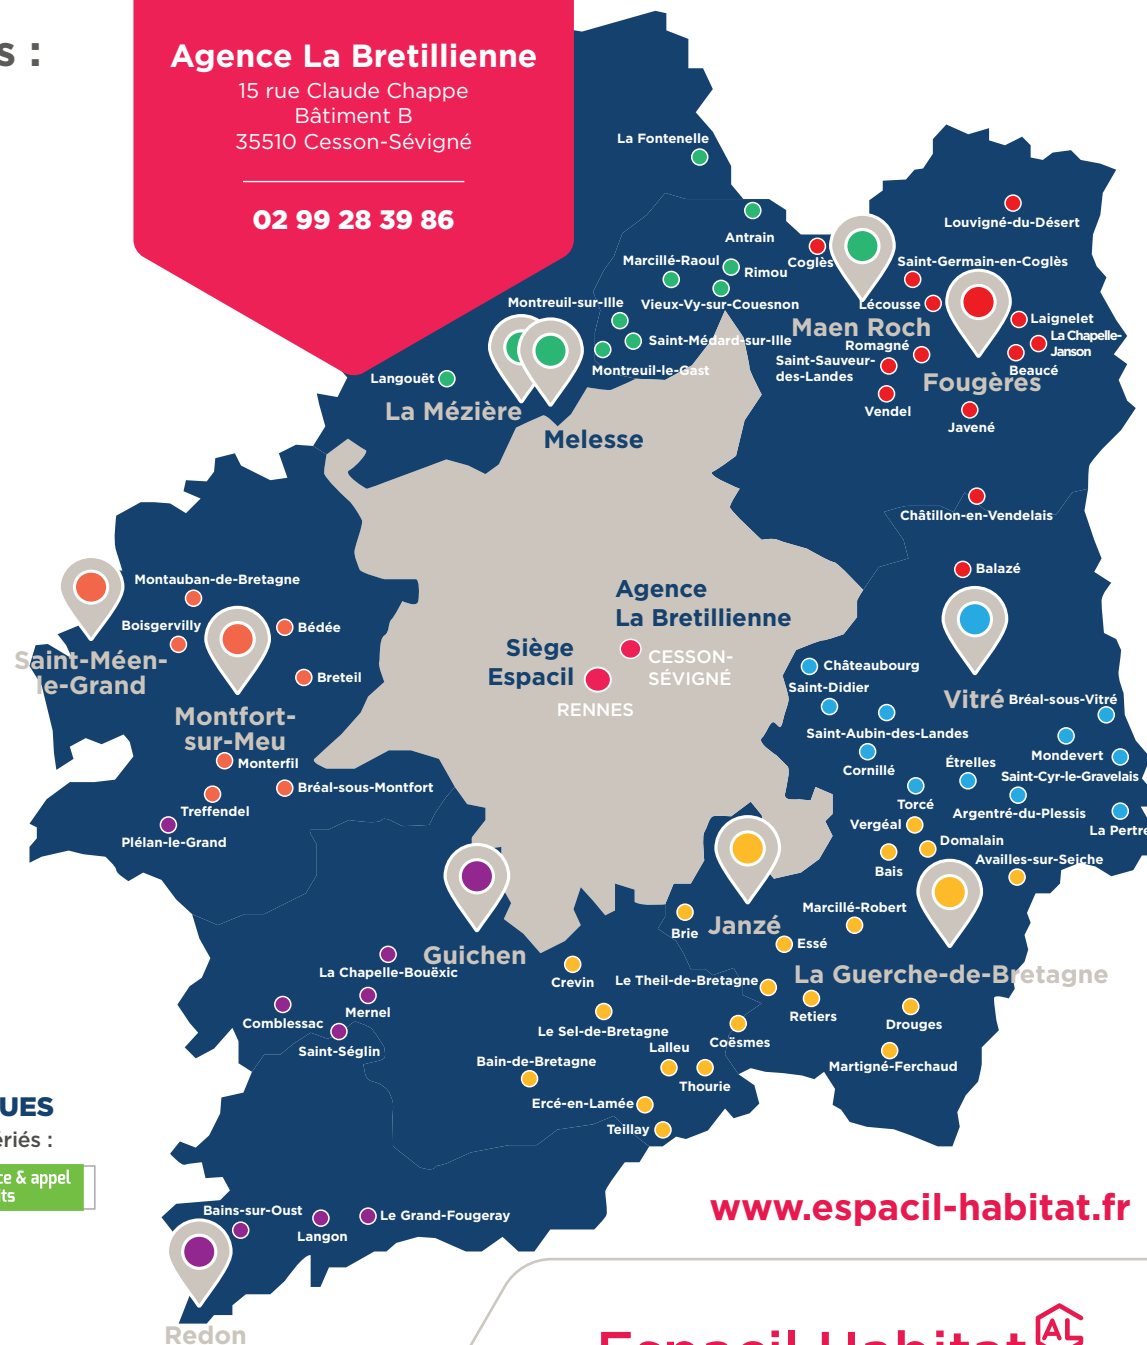 s :
Agence La Bretillienne
15 rue Claude Chappe
Bâtiment B
35510 Cesson-Sévigné
02 99 28 39 86
La Fontenelle
Antrain
Marcillé-Raoul
Rimou
Vieux-Vy-sur-Couesnon
Montreuil-sur-Ille
Saint-Médard-sur-Ille
Montreuil-le-Gast
Langouët
La Mézière
Melesse
Louvigné-du-Désert
Coglès
Saint-Germain-en-Coglès
Lécousse
Maen Roch
Laignelet
La Chapelle-
Janson
Romagné
Saint-Sauveur-
des-Landes
Beaucé
Fougères
Vendel
Javené
Châtillon-en-Vendelais
Balazé
Montauban-de-Bretagne
Boisgervilly
Bédée
Saint-Méen-
le-Grand
Breteil
Montfort-
sur-Meu
Monterfil
Bréal-sous-Montfort
Treffendel
Plélan-le-Grand
Agence
La Bretillienne
Siège
Espacil
CESSON-
SÉVIGNÉ
RENNES
Châteaubourg
Saint-Didier
Vitré
Bréal-sous-Vitré
Saint-Aubin-des-Landes
Mondevert
Cornillé
Étrelles
Saint-Cyr-le-Gravelais
Torcé
Argentré-du-Plessis
La Pertre
Vergéal
Domalain
Bais
Availles-sur-Seiche
Marcillé-Robert
Brie
Janzé
Essé
La Guerche-de-Bretagne
Guichen
La Chapelle-Bouëxic
Crevin
Le Theil-de-Bretagne
Mernel
Comblessac
Saint-Séglin
Le Sel-de-Bretagne
Retiers
Drouges
Coësmes
Lalleu
Bain-de-Bretagne
Thourie
Martigné-Ferchaud
Ercé-en-Lamée
Teillay
UES
ériés :
ce & appel
its
Bains-sur-Oust
Langon
Le Grand-Fougeray
Redon
www.espacil-habitat.fr
Espacil Habitat
AL